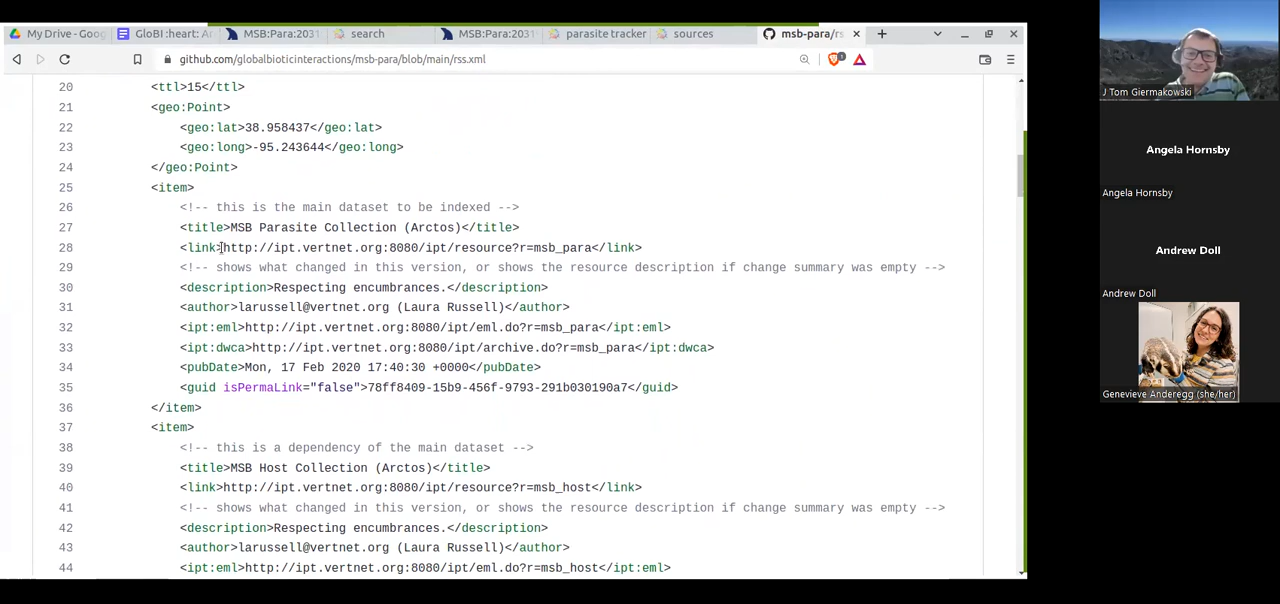 My Drive - Goog
GloBI :heart: Ar
MSB:Para:2031
search
MSB:Para:2031
parasite tracker
sources
msb-para/rs
github.com/globalbioticinteractions/msb-para/blob/main/rss.xml
20 <ttl>15</ttl>
21 <geo:Point>
22 <geo:lat>38.958437</geo:lat>
23 <geo:long>-95.243644</geo:long>
24 </geo:Point>
25 <item>
26 <!-- this is the main dataset to be indexed -->
27 <title>MSB Parasite Collection (Arctos)</title>
28 <link>http://ipt.vertnet.org:8080/ipt/resource?r=msb_para</link>
29 <!-- shows what changed in this version, or shows the resource description if change summary was empty -->
30 <description>Respecting encumbrances.</description>
31 <author>larussell@vertnet.org (Laura Russell)</author>
32 <ipt:eml>http://ipt.vertnet.org:8080/ipt/eml.do?r=msb_para</ipt:eml>
33 <ipt:dwca>http://ipt.vertnet.org:8080/ipt/archive.do?r=msb_para</ipt:dwca>
34 <pubDate>Mon, 17 Feb 2020 17:40:30 +0000</pubDate>
35 <guid isPermaLink="false">78ff8409-15b9-456f-9793-291b030190a7</guid>
36 </item>
37 <item>
38 <!-- this is a dependency of the main dataset -->
39 <title>MSB Host Collection (Arctos)</title>
40 <link>http://ipt.vertnet.org:8080/ipt/resource?r=msb_host</link>
41 <!-- shows what changed in this version, or shows the resource description if change summary was empty -->
42 <description>Respecting encumbrances.</description>
43 <author>larussell@vertnet.org (Laura Russell)</author>
44 <ipt:eml>http://ipt.vertnet.org:8080/ipt/eml.do?r=msb_host</ipt:eml>
J Tom Giermakowski
Angela Hornsby
Angela Hornsby
Andrew Doll
Andrew Doll
Genevieve Anderegg (she/her)